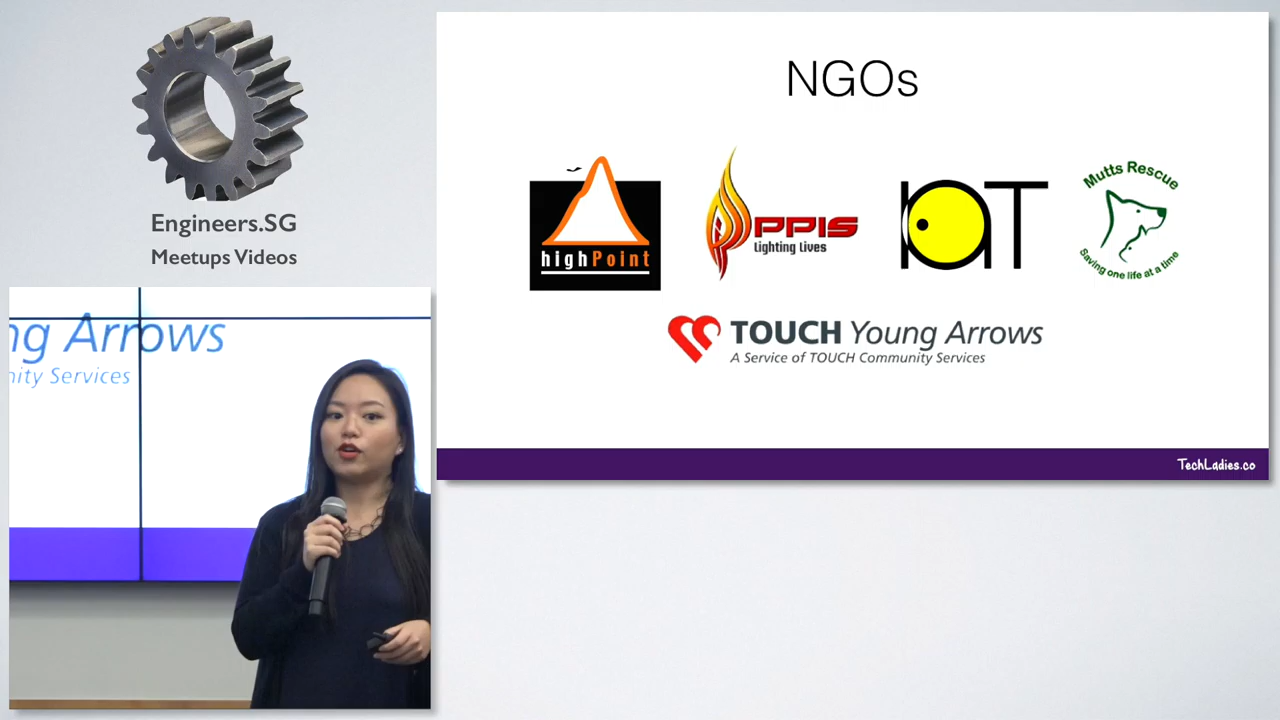 Engineers.SG
Meetups Videos
NGOs
highPoint
PPIS
Lighting Lives
Mutts Rescue
Saving one life at a time
TOUCH Young Arrows
A Service of TOUCH Community Services
TechLadies.co
ng Arrows
nity Services